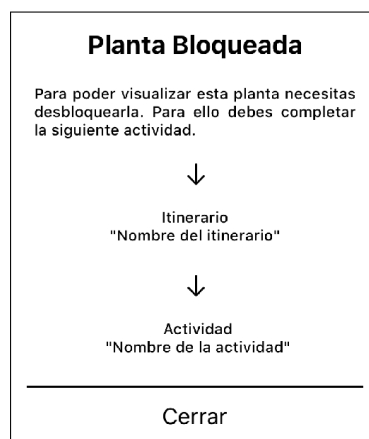 Planta Bloqueada
Para poder visualizar esta planta necesitas
desbloquearla. Para ello debes completar
la siguiente actividad.
Itinerario
"Nombre del itinerario"
Actividad
"Nombre de la actividad"
Cerrar